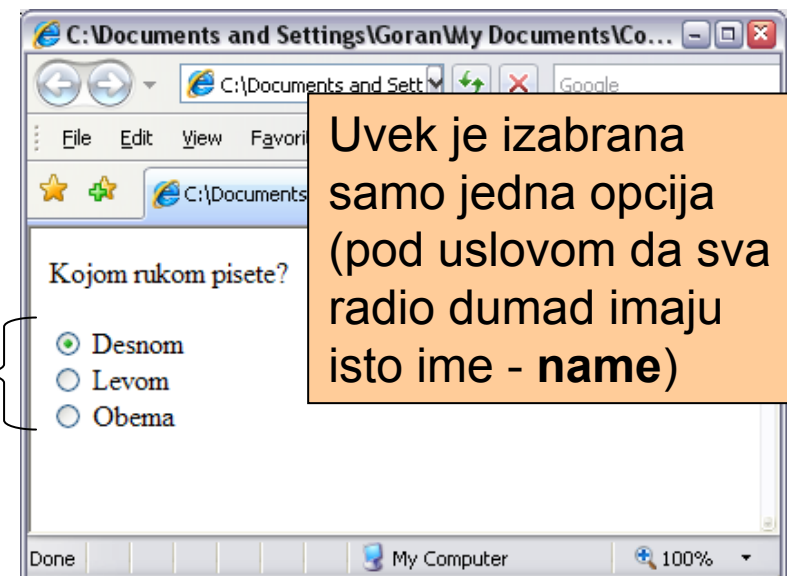 C:\Documents and Settings\Goran\My Documents\Co...
C:\Documents and Sett
Google
File Edit View Favori
C:\Documents
Uvek je izabrana
samo jedna opcija
(pod uslovom da sva
radio dumad imaju
isto ime - name)
Kojom rukom pisete?
Desnom
Levom
Obema
Done My Computer 100%